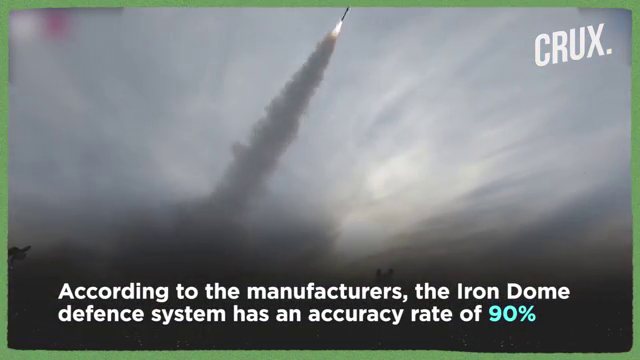 CRUX.
According to the manufacturers, the Iron Dome
defence system has an accuracy rate of 90%